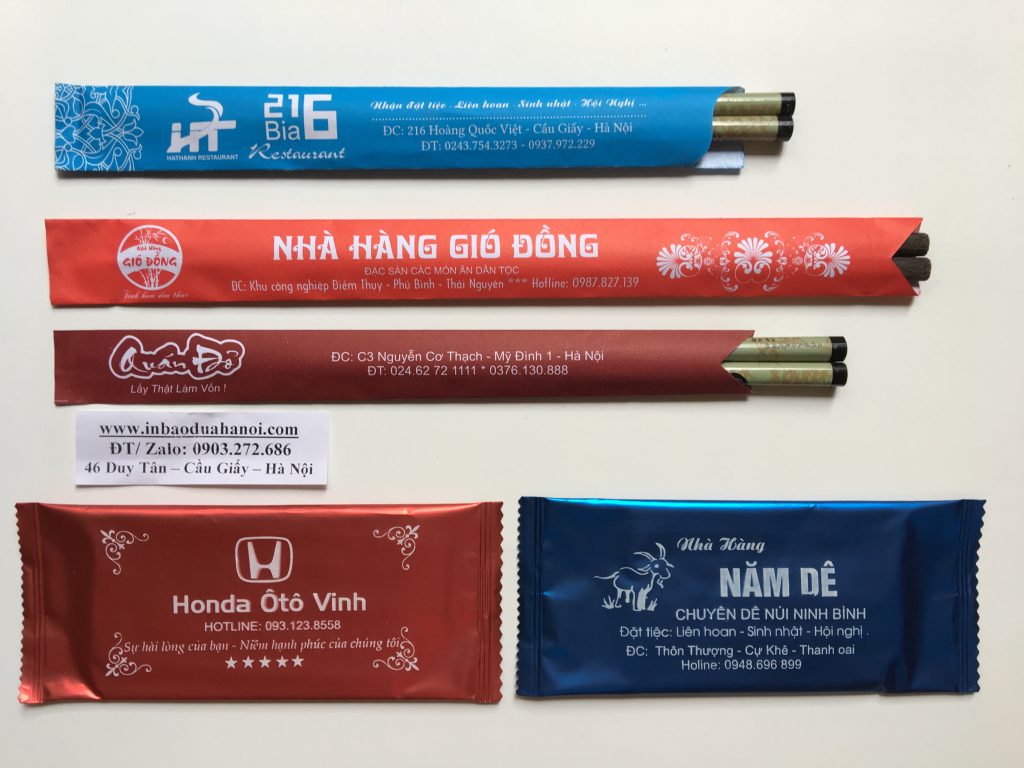 HT
HATHANH RESTAURANT
216
Bia
Restaurant
Nhận đặt tiệc - Liên hoan - Sinh nhật - Hội Nghị ...
ĐC: 216 Hoàng Quốc Việt - Cầu Giấy - Hà Nội
ĐT: 0243.754.3273 - 0937.972.229
Nhà Hàng
GIÓ ĐỒNG
Tinh hoa ẩm thực
NHÀ HÀNG GIÓ ĐỒNG
ĐẶC SẢN CÁC MÓN ĂN DÂN TỌC
ĐC: Khu công nghiệp Điềm Thụy - Phú Bình - Thái Nguyên *** Hotline: 0987.827.139
Quán Đỏ
Lấy Thật Làm Vốn !
ĐC: C3 Nguyễn Cơ Thạch - Mỹ Đình 1 - Hà Nội
ĐT: 024.62 72 1111 * 0376.130.888
www.inbaoduahanoi.com
ĐT/ Zalo: 0903.272.686
46 Duy Tân – Cầu Giấy – Hà Nội
Honda Ôtô Vinh
HOTLINE: 093.123.8558
Sự hài lòng của bạn - Niềm hạnh phúc của chúng tôi
Nhà Hàng
NĂM DÊ
CHUYÊN DÊ NÚI NINH BÌNH
Đặt tiệc: Liên hoan - Sinh nhật - Hội nghị .
ĐC: Thôn Thượng - Cự Khê - Thanh oai
Holine: 0948.696 899